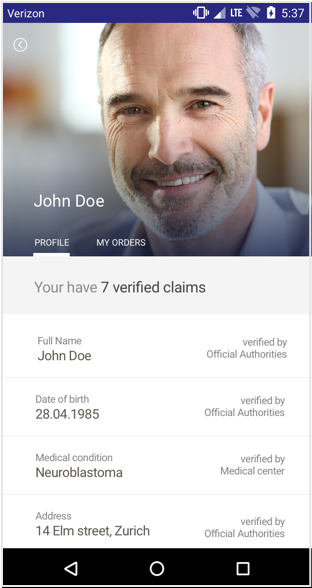 Verizon LTE 5:37
John Doe
PROFILE MY ORDERS
Your have 7 verified claims
Full Name verified by
John Doe Official Authorities
Date of birth verified by
28.04.1985 Official Authorities
Medical condition verified by
Neuroblastoma Medical center
Address verified by
14 Elm street, Zurich Official Authorities